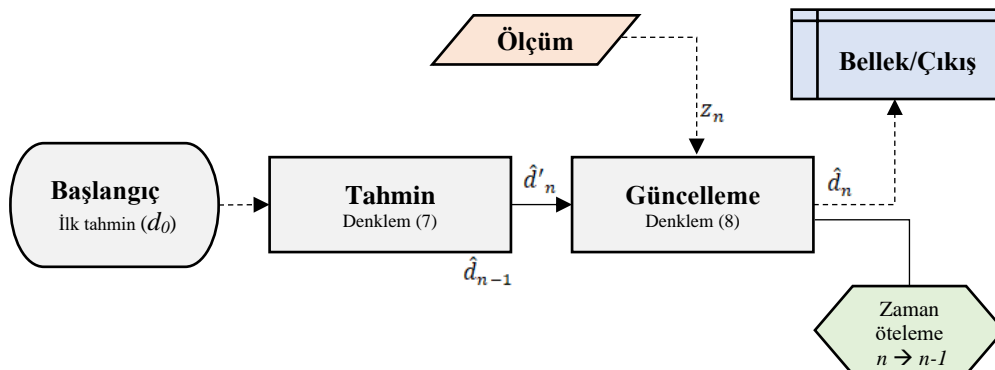 Ölçüm
Bellek/Çıkış
z_n
Başlangıç
İlk tahmin (d_0)
Tahmin
Denklem (7)
d̂'_n
Güncelleme
Denklem (8)
d̂_n
d̂_{n−1}
Zaman
öteleme
n → n-1